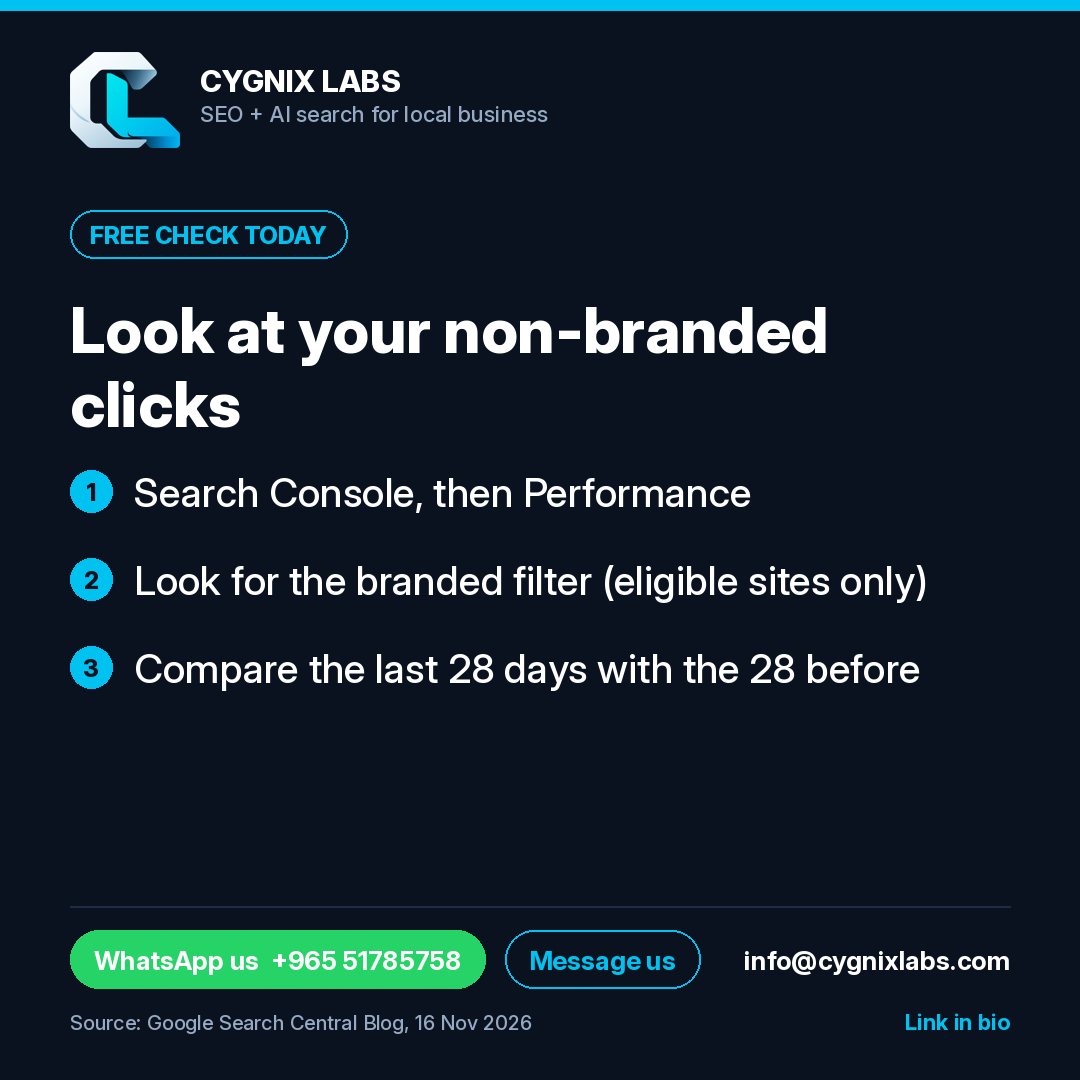 CYGNIX LABS
SEO + AI search for local business
FREE CHECK TODAY
Look at your non-branded
clicks
1 Search Console, then Performance
2 Look for the branded filter (eligible sites only)
3 Compare the last 28 days with the 28 before
WhatsApp us +965 51785758
Message us
info@cygnixlabs.com
Source: Google Search Central Blog, 16 Nov 2026
Link in bio